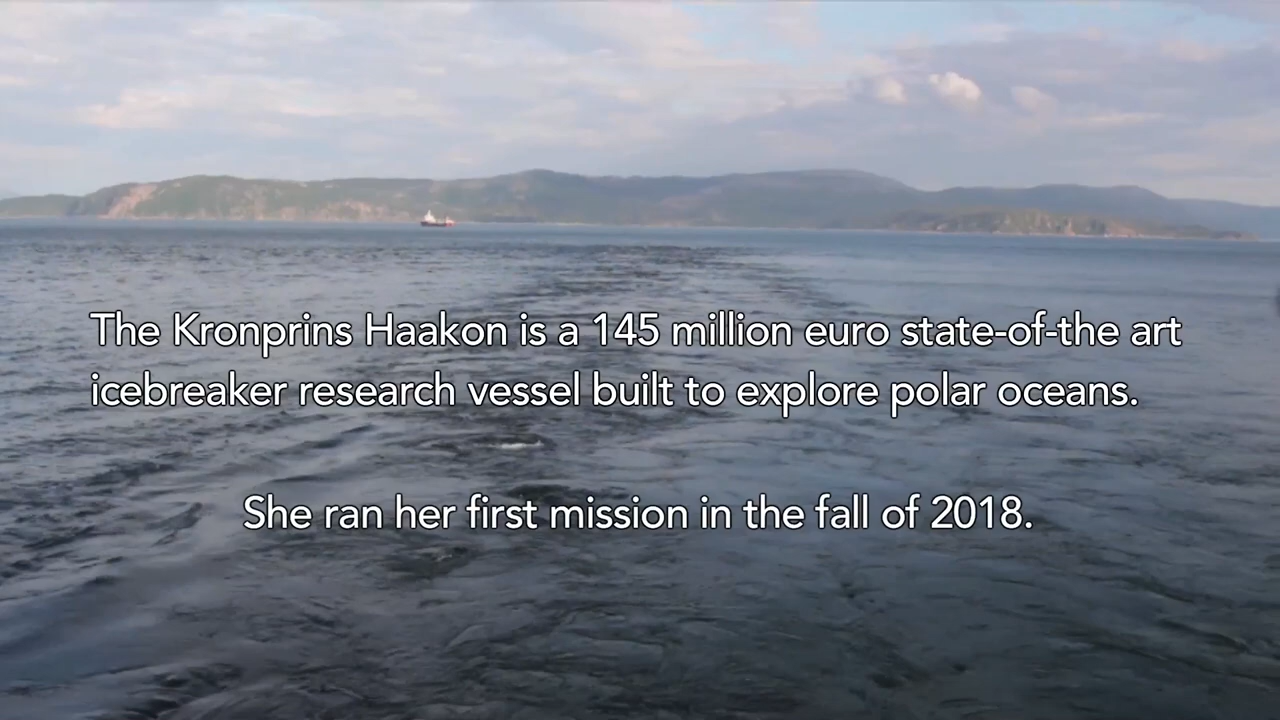 The Kronprins Haakon is a 145 million euro state-of-the art
icebreaker research vessel built to explore polar oceans.
She ran her first mission in the fall of 2018.